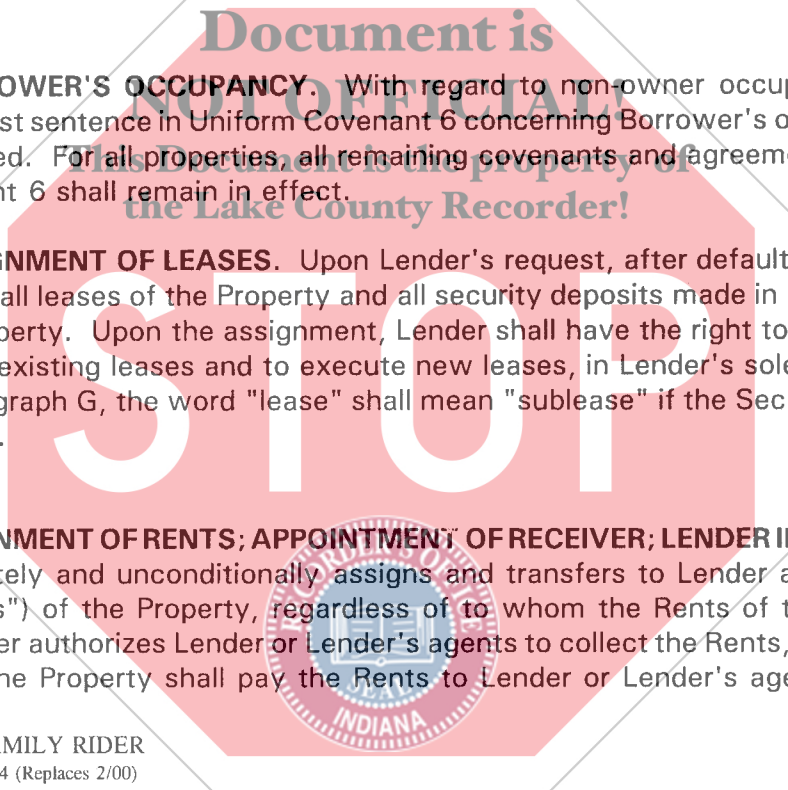 Document is
OWER'S OCCUPANCY. With regard to non-owner occup
NOT OFFICIAL!
st sentence in Uniform Covenant 6 concerning Borrower's o
ed. For all properties, all remaining covenants and agreeme
This Document is the property of
nt 6 shall remain in effect.
the Lake County Recorder!
GNMENT OF LEASES. Upon Lender's request, after default
all leases of the Property and all security deposits made in
perty. Upon the assignment, Lender shall have the right to
existing leases and to execute new leases, in Lender's sole
graph G, the word "lease" shall mean "sublease" if the Sec
.
STOP
NMENT OF RENTS; APPOINTMENT OF RECEIVER; LENDER I
tely and unconditionally assigns and transfers to Lender a
s") of the Property, regardless of to whom the Rents of t
er authorizes Lender or Lender's agents to collect the Rents,
he Property shall pay the Rents to Lender or Lender's age
RECORDER'S OFFICE
SEAL
INDIANA
AMILY RIDER
4 (Replaces 2/00)